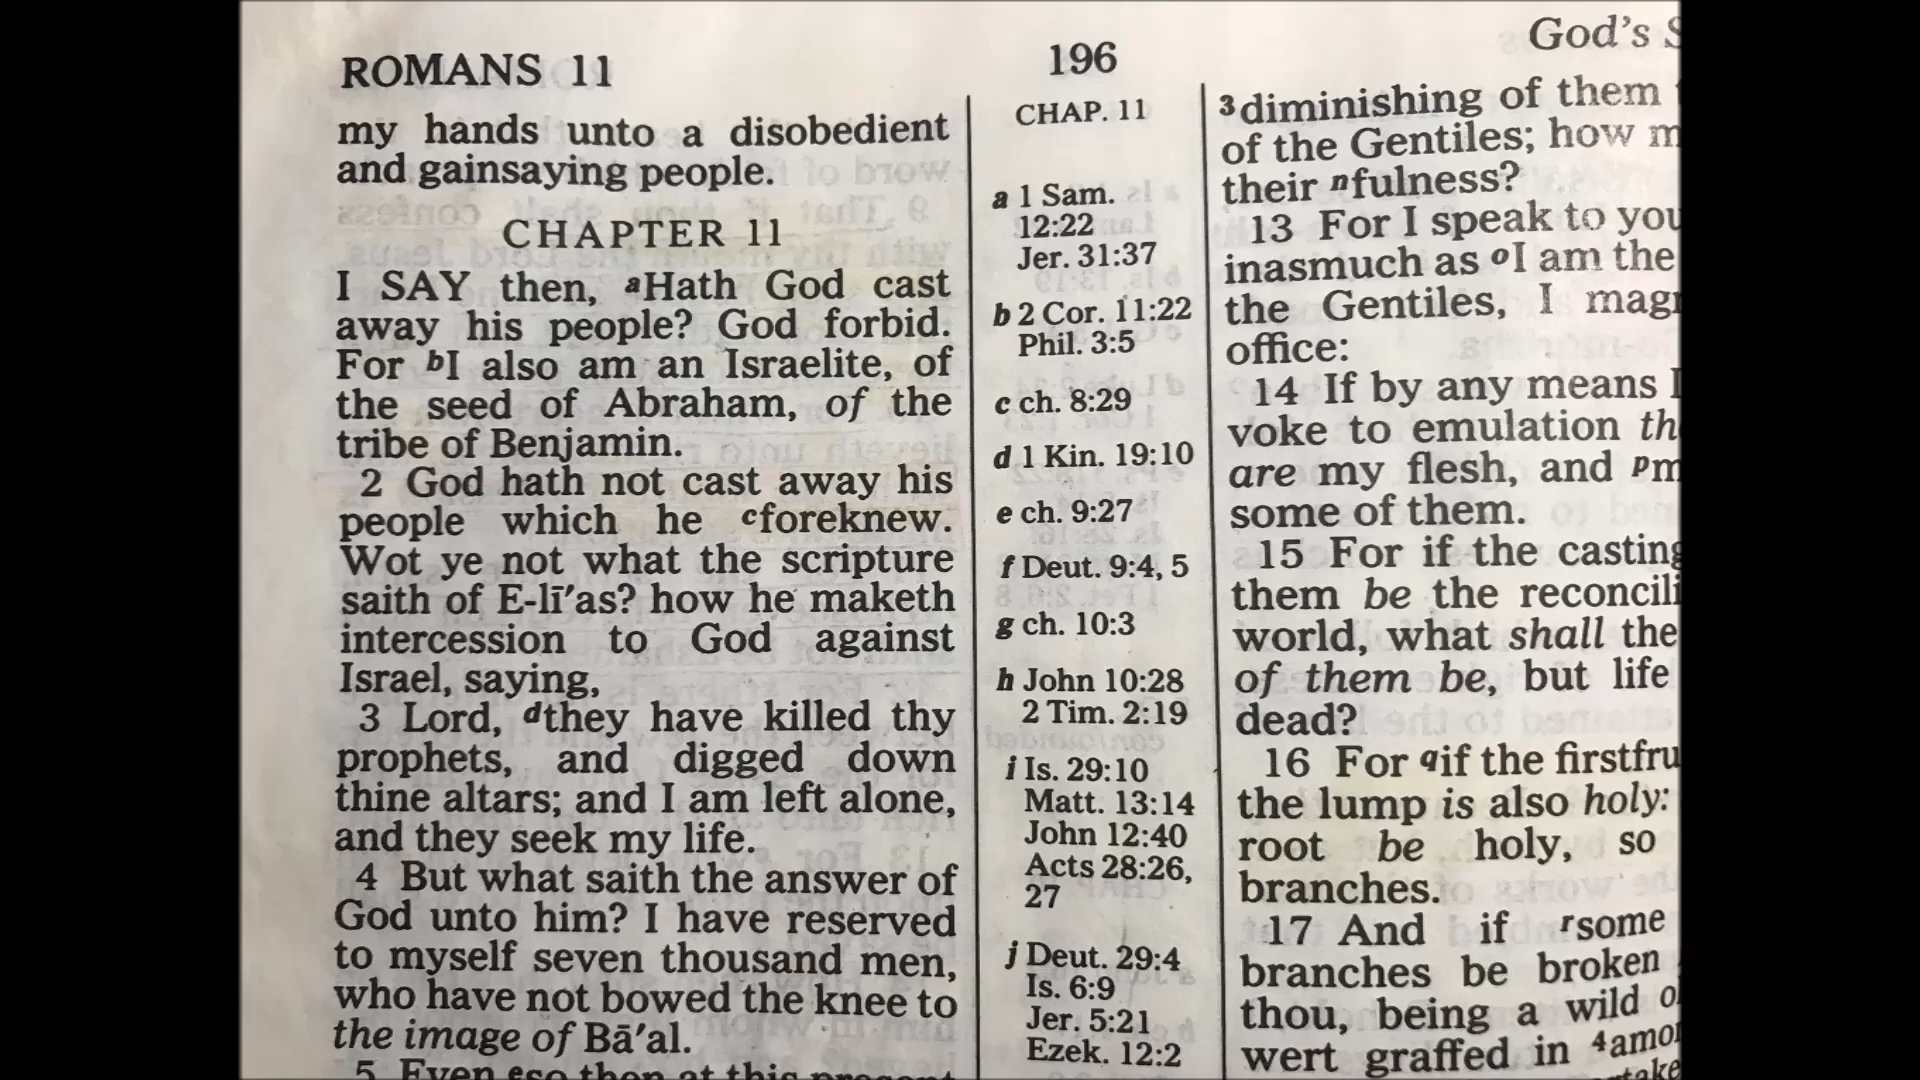 ROMANS 11
196
God's
my hands unto a disobedient
and gainsaying people.
CHAPTER 11
I SAY then, aHath God cast
away his people? God forbid.
For bI also am an Israelite, of
the seed of Abraham, of the
tribe of Benjamin.
2 God hath not cast away his
people which he cforeknew.
Wot ye not what the scripture
saith of E-lī′as? how he maketh
intercession to God against
Israel, saying,
3 Lord, dthey have killed thy
prophets, and digged down
thine altars; and I am left alone,
and they seek my life.
4 But what saith the answer of
God unto him? I have reserved
to myself seven thousand men,
who have not bowed the knee to
the image of Bā′al.
5 Even eso then at this present
CHAP. 11
a 1 Sam.
12:22
Jer. 31:37
b 2 Cor. 11:22
Phil. 3:5
c ch. 8:29
d 1 Kin. 19:10
e ch. 9:27
f Deut. 9:4, 5
g ch. 10:3
h John 10:28
2 Tim. 2:19
i Is. 29:10
Matt. 13:14
John 12:40
Acts 28:26,
27
j Deut. 29:4
Is. 6:9
Jer. 5:21
Ezek. 12:2
3diminishing of them
of the Gentiles; how
their nfulness?
13 For I speak to you
inasmuch as oI am the
the Gentiles, I
office:
14 If by any means I
voke to emulation
are my flesh, and
some of them.
15 For if the casting
them be the
world, what shall the
of them be, but life
dead?
16 For qif the
the lump is also holy:
root be holy, so
branches.
17 And if rsome
branches be broken
thou, being a wild
wert graffed in